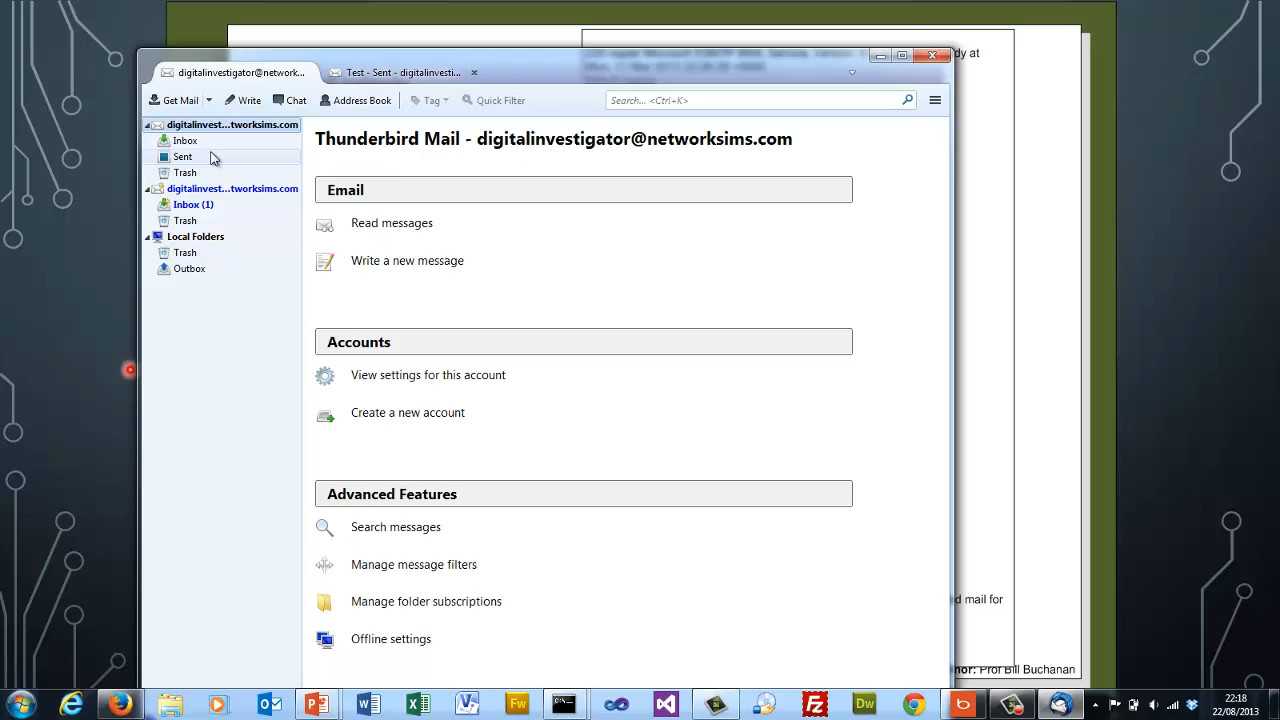 dy at
digitalinvestigator@network...
Test - Sent - digitalinvesti...
Get Mail
Write
Chat
Address Book
Tag
Quick Filter
Search... <Ctrl+K>
digitalinvest...tworksims.com
Inbox
Sent
Trash
digitalinvest...tworksims.com
Inbox (1)
Trash
Local Folders
Trash
Outbox
Thunderbird Mail - digitalinvestigator@networksims.com
Email
Read messages
Write a new message
Accounts
View settings for this account
Create a new account
Advanced Features
Search messages
Manage message filters
Manage folder subscriptions
Offline settings
d mail for
hor: Prof Bill Buchanan
22:18
22/08/2013